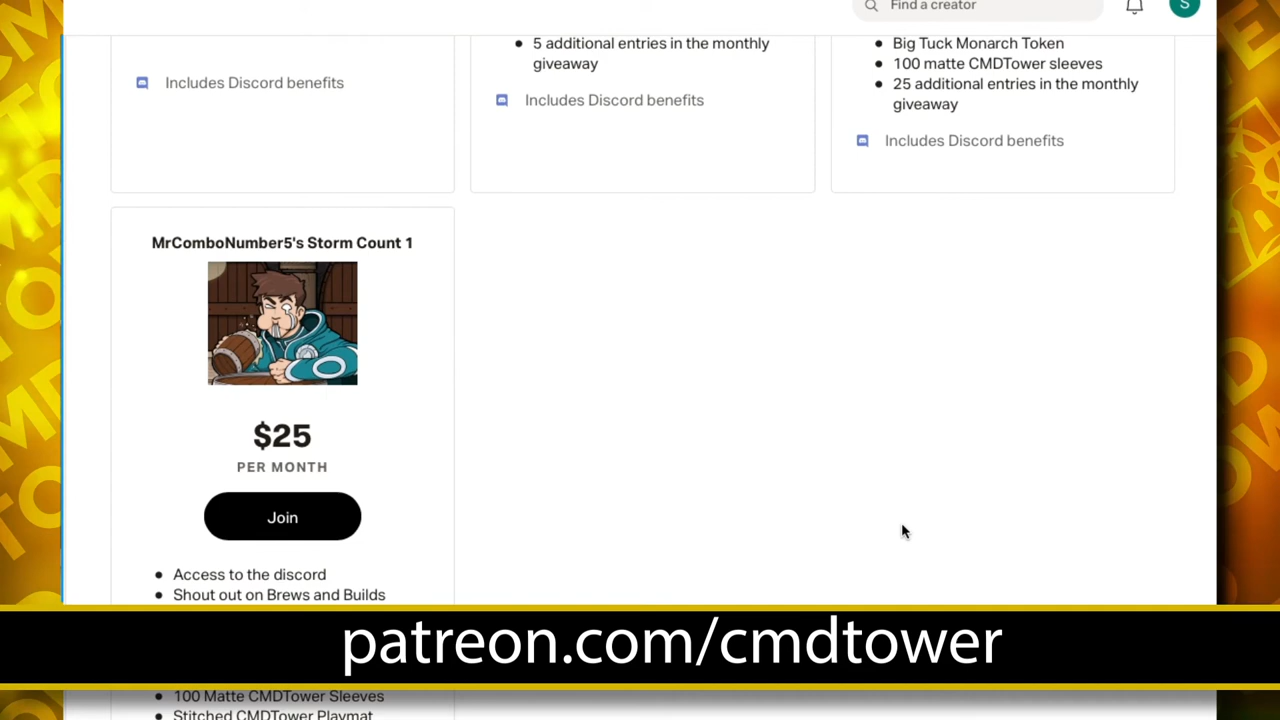 Find a creator
S
5 additional entries in the monthly
giveaway
Includes Discord benefits
Includes Discord benefits
Big Tuck Monarch Token
100 matte CMDTower sleeves
25 additional entries in the monthly
giveaway
Includes Discord benefits
MrComboNumber5's Storm Count 1
$25
PER MONTH
Join
Access to the discord
Shout out on Brews and Builds
patreon.com/cmdtower
100 Matte CMDTower Sleeves
Stitched CMDTower Playmat